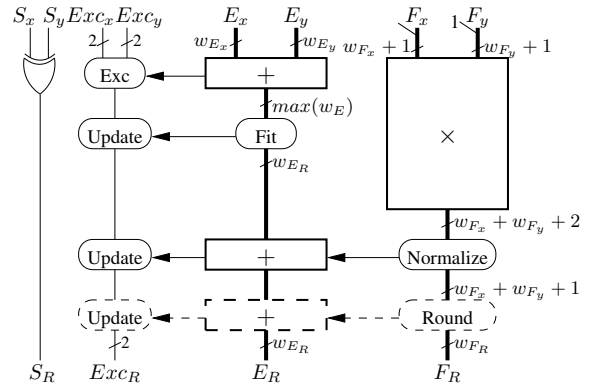 S_x S_y Exc_x Exc_y E_x E_y F_x F_y
2 2 w_{E_x} w_{E_y} w_{F_x}+1 1 w_{F_y}+1
Exc +
max(w_E)
Update Fit ×
w_{E_R}
w_{F_x} + w_{F_y} + 2
Update + Normalize
w_{F_x} + w_{F_y} + 1
Update + Round
2 w_{E_R} w_{F_R}
S_R Exc_R E_R F_R